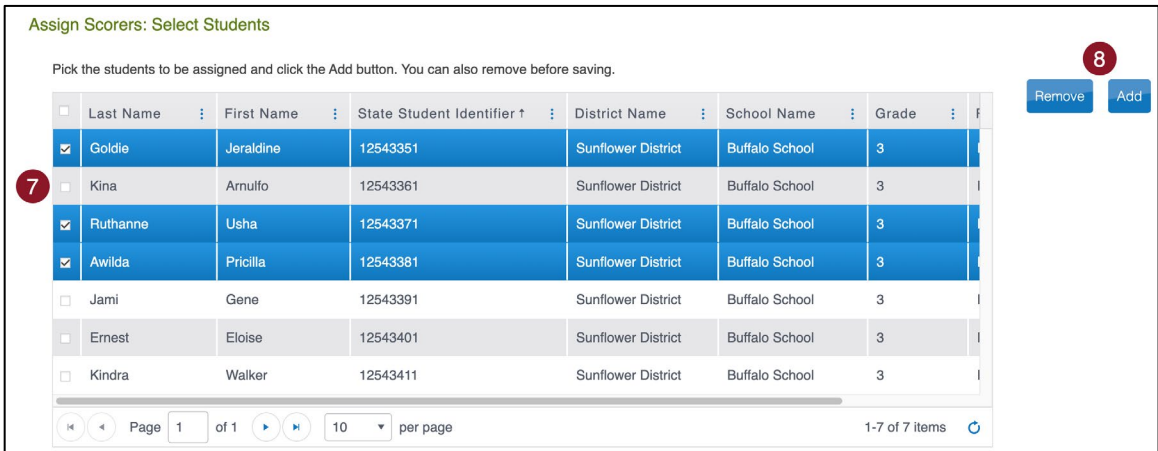 Assign Scorers: Select Students
Pick the students to be assigned and click the Add button. You can also remove before saving.
8
Remove Add
Last Name First Name State Student Identifier ↑ District Name School Name Grade
Goldie Jeraldine 12543351 Sunflower District Buffalo School 3
7
Kina Arnulfo 12543361 Sunflower District Buffalo School 3
Ruthanne Usha 12543371 Sunflower District Buffalo School 3
Awilda Pricilla 12543381 Sunflower District Buffalo School 3
Jami Gene 12543391 Sunflower District Buffalo School 3
Ernest Eloise 12543401 Sunflower District Buffalo School 3
Kindra Walker 12543411 Sunflower District Buffalo School 3
Page 1 of 1 10 per page 1-7 of 7 items